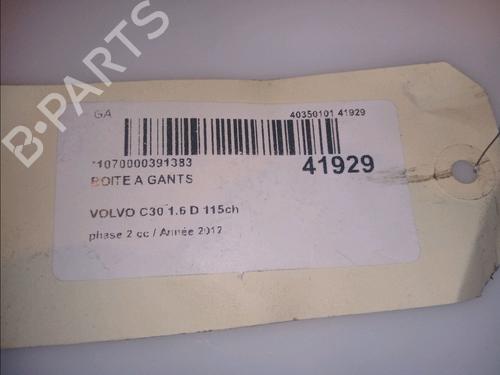 B-PARTS
GA
40350101 41929
*1070000391383
41929
BOITE A GANTS
VOLVO C30 1.6 D 115ch
phase 2 cc / Année 2012